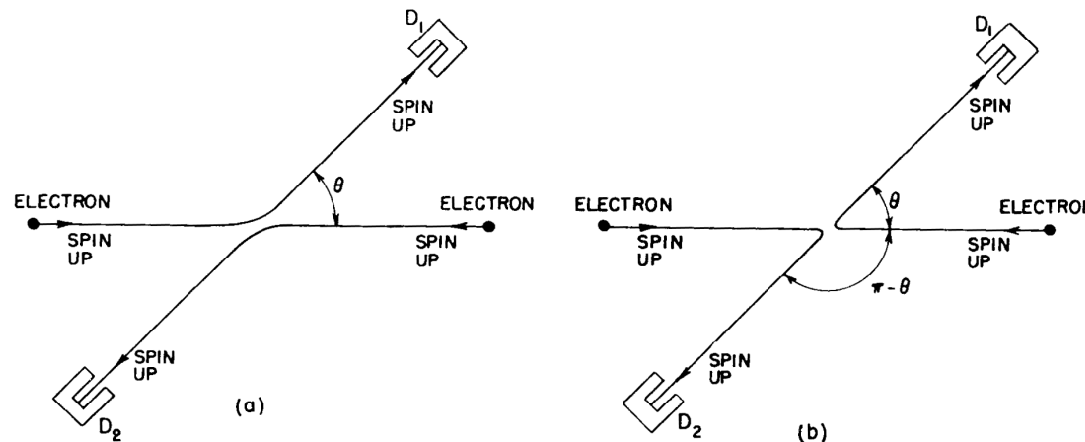 D₁
SPIN
UP
θ
ELECTRON
ELECTRON
SPIN
UP
SPIN
UP
SPIN
UP
D₂
(a)
D₁
SPIN
UP
θ
ELECTRON
ELECTRON
SPIN
UP
SPIN
UP
π-θ
SPIN
UP
D₂
(b)